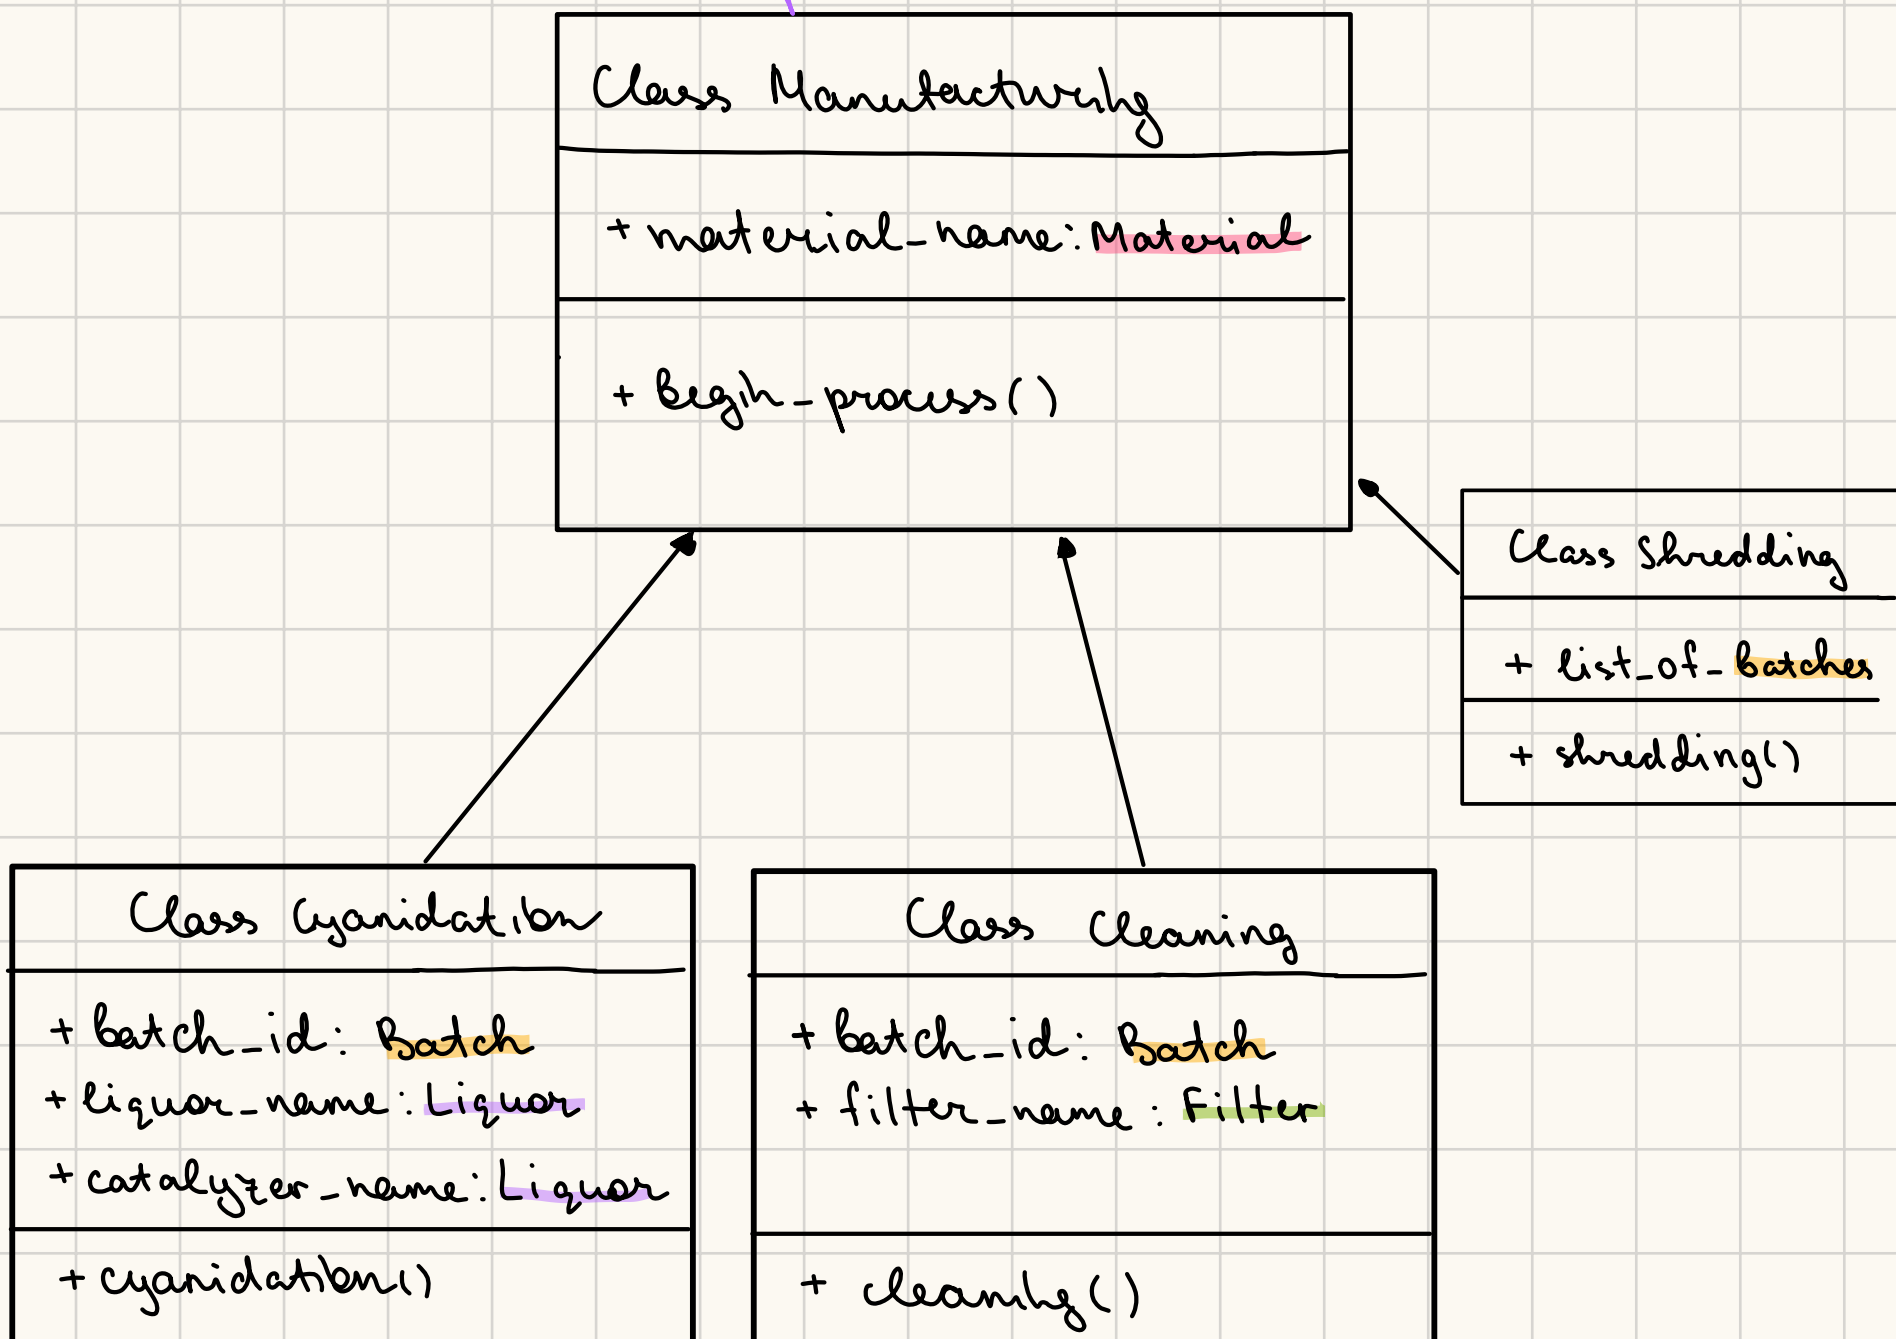 Class Manufacturing
+ material_name: Material
+ begin_process()
Class Shredding
+ list_of_batches
+ shredding()
Class Cyanidation
+ batch_id: Batch
+ liquor_name: Liquor
+ catalyzer_name: Liquor
+ cyanidation()
Class Cleaning
+ batch_id: Batch
+ filter_name: Filter
+ cleaning()